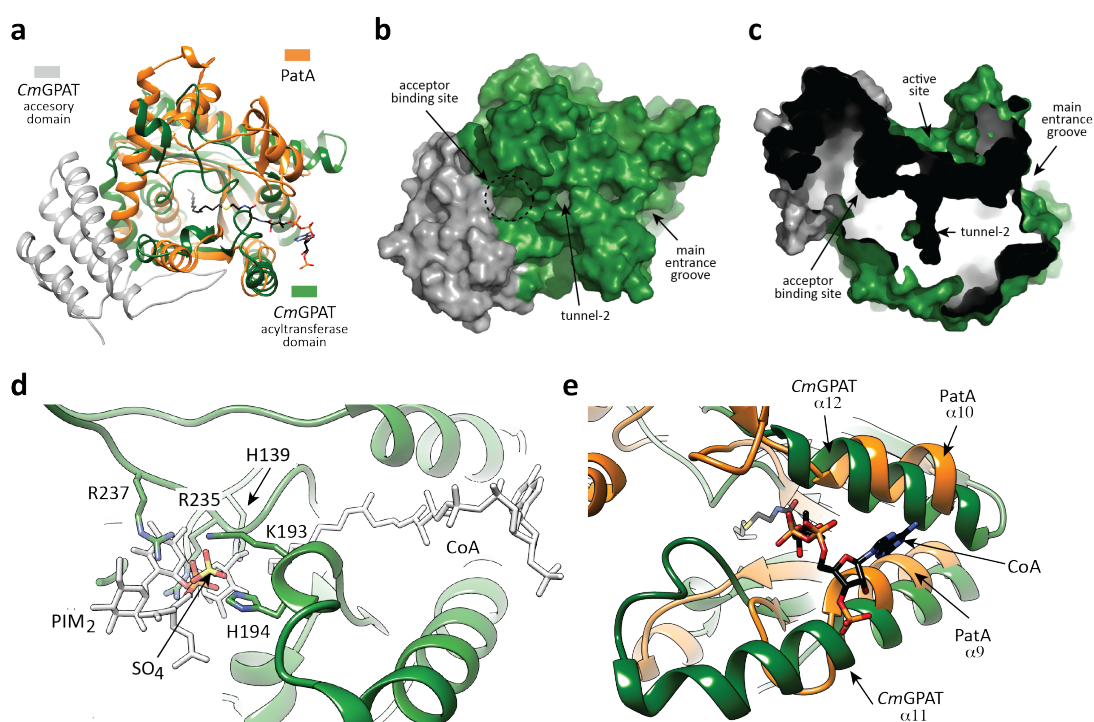 a
CmGPAT
accesory
domain
PatA
CmGPAT
acyltransferase
domain
b
acceptor
binding site
main
entrance
groove
tunnel-2
c
active
site
main
entrance
groove
tunnel-2
acceptor
binding site
d
H139
R237
R235
K193
CoA
PIM2
H194
SO4
e
CmGPAT
α12
PatA
α10
CoA
PatA
α9
CmGPAT
α11